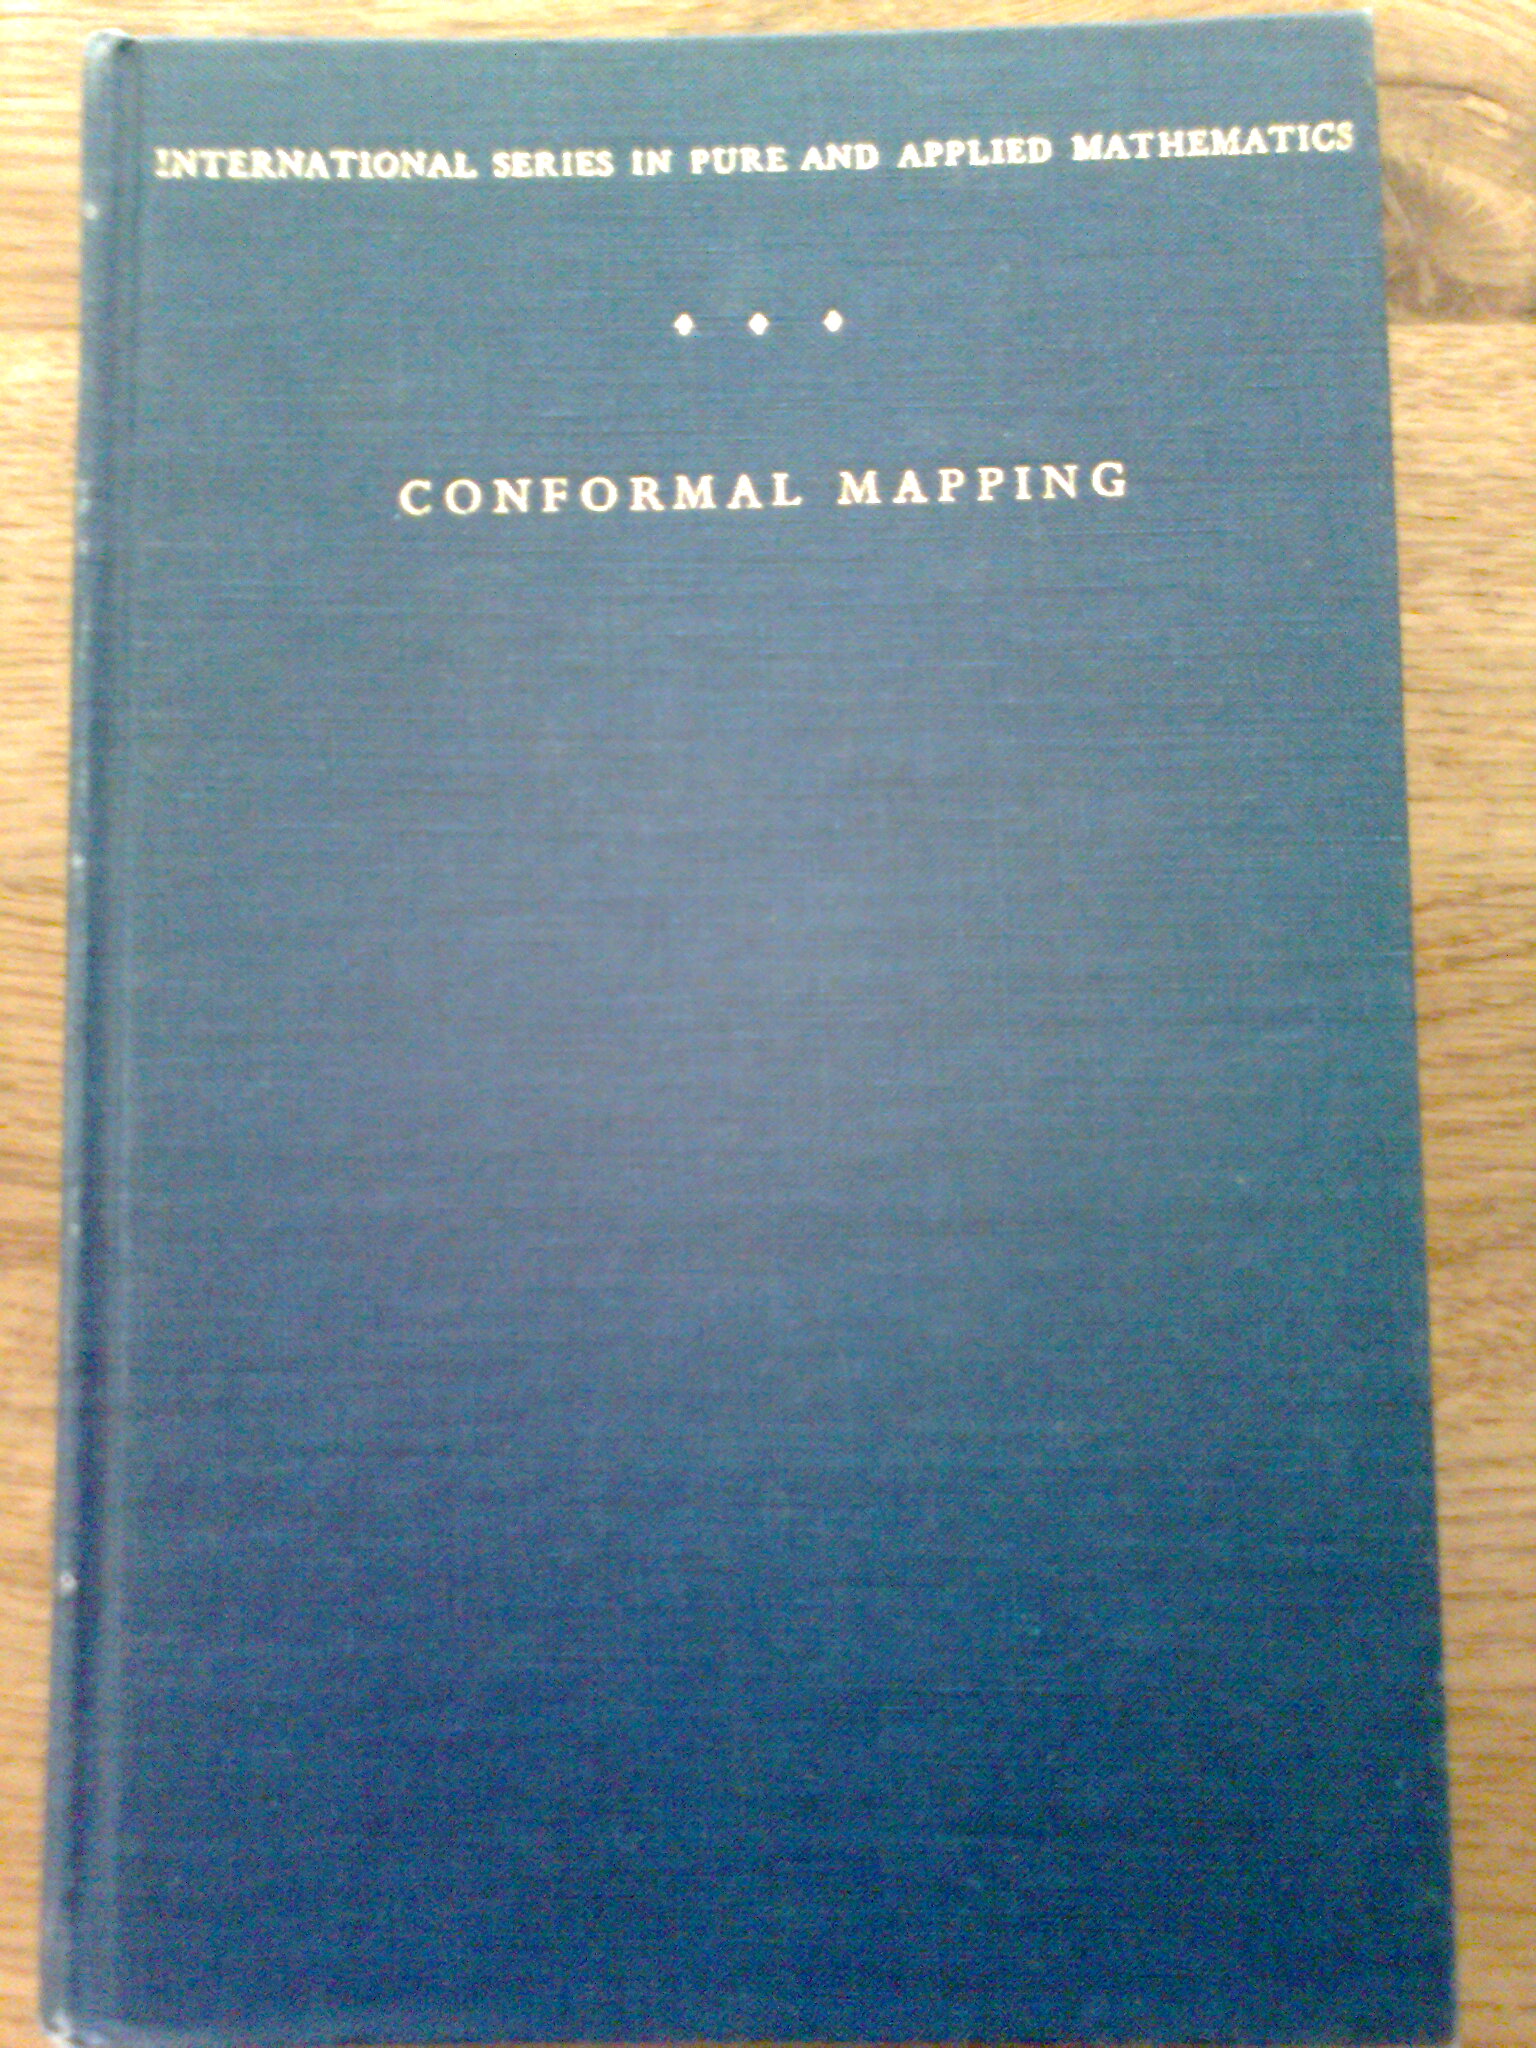 INTERNATIONAL SERIES IN PURE AND APPLIED MATHEMATICS
CONFORMAL MAPPING